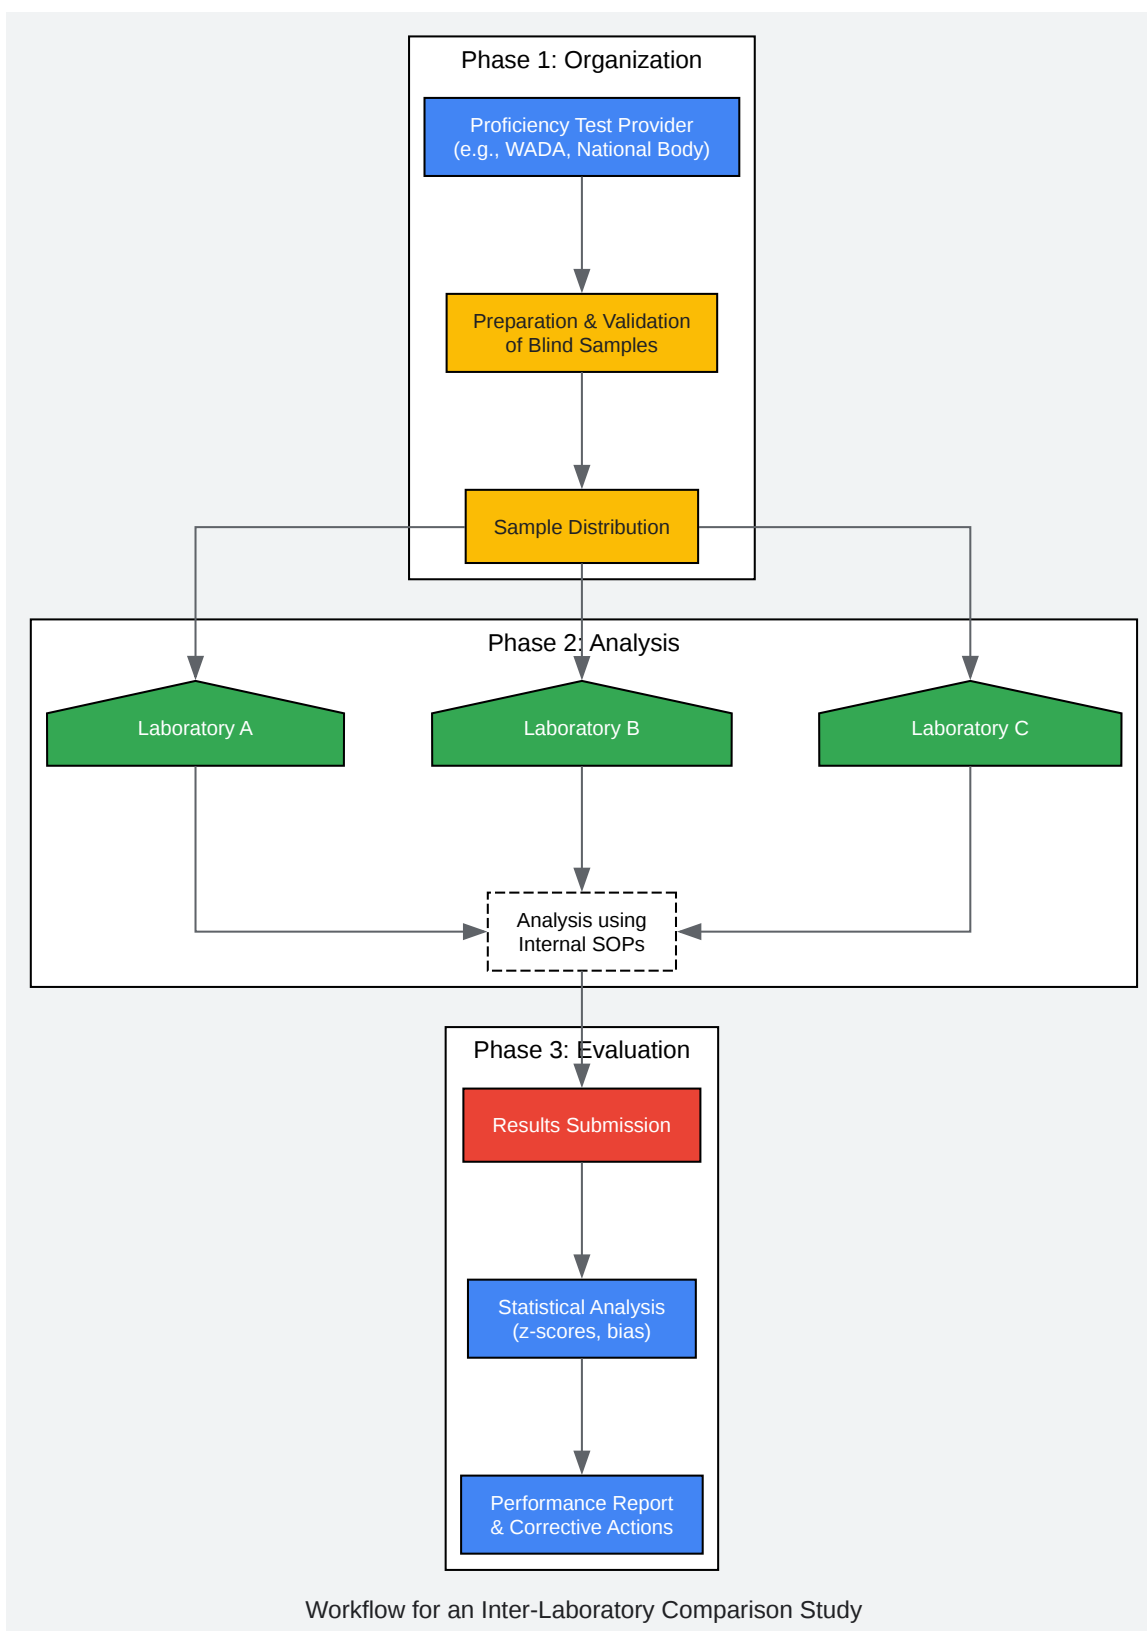 Phase 1: Organization
Proficiency Test Provider
(e.g., WADA, National Body)
Preparation & Validation
of Blind Samples
Sample Distribution
Phase 2: Analysis
Laboratory A
Laboratory B
Laboratory C
Analysis using
Internal SOPs
Phase 3: Evaluation
Results Submission
Statistical Analysis
(z-scores, bias)
Performance Report
& Corrective Actions
Workflow for an Inter-Laboratory Comparison Study